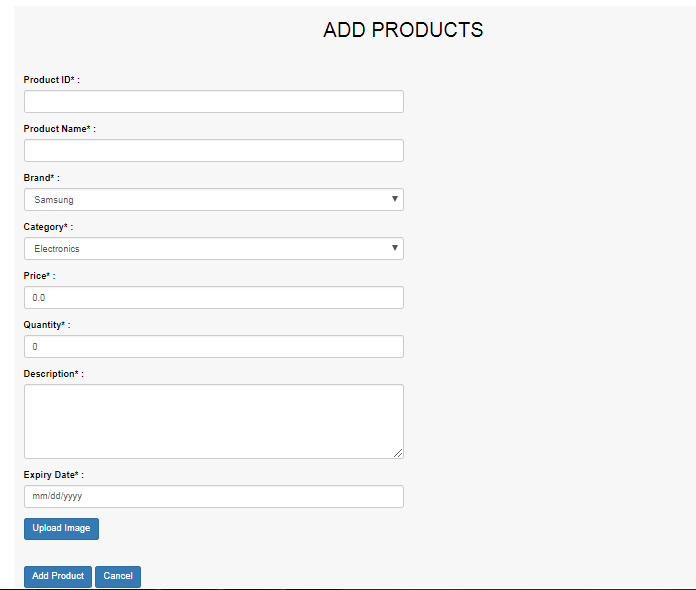 ADD PRODUCTS
Product ID* :
Product Name* :
Brand* :
Samsung
Category* :
Electronics
Price* :
0.0
Quantity* :
0
Description* :
Expiry Date* :
mm/dd/yyyy
Upload Image
Add Product Cancel